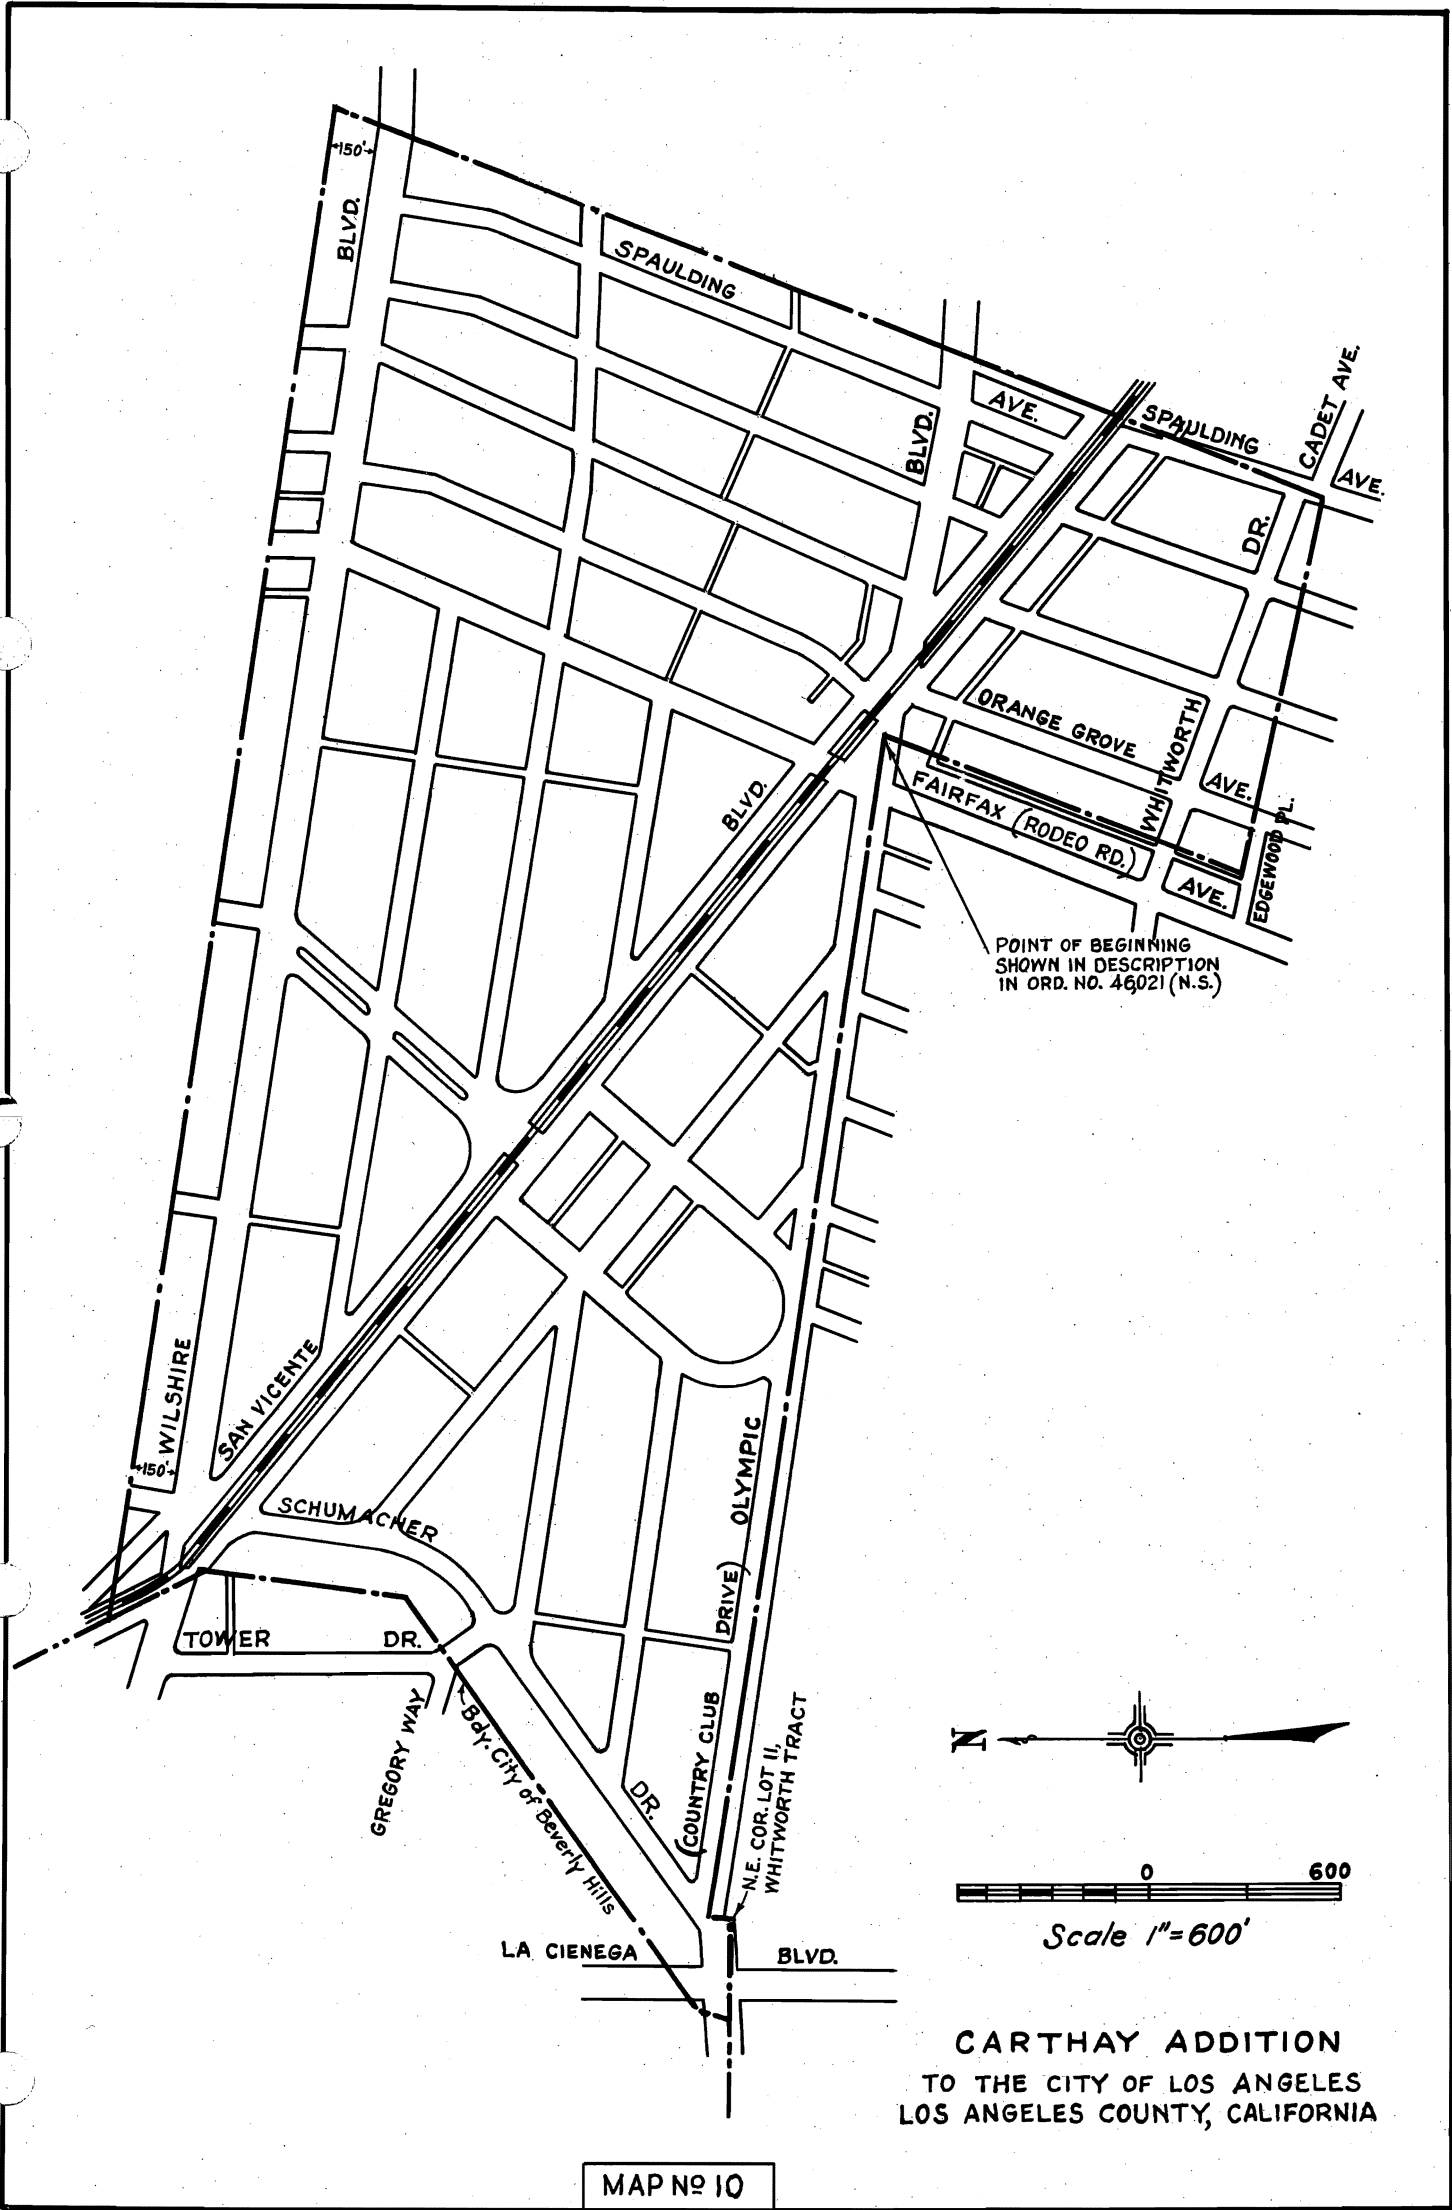 150'
BLVD.
SPAULDING
AVE.
BLVD.
SPAULDING
CADET AVE.
AVE.
DR.
ORANGE GROVE
WHITWORTH
AVE.
FAIRFAX (RODEO RD.)
AVE.
EDGEWOOD PL.
BLVD.
POINT OF BEGINNING
SHOWN IN DESCRIPTION
IN ORD. NO. 46,021 (N.S.)
WILSHIRE
150'
SAN VICENTE
SCHUMACHER
OLYMPIC
DRIVE)
(COUNTRY CLUB
TOWER DR.
GREGORY WAY
Bdy. City of Beverly Hills
DR.
N.E. COR. LOT 11,
WHITWORTH TRACT
LA CIENEGA BLVD.
N
0 600
Scale 1"=600'
CARTHAY ADDITION
TO THE CITY OF LOS ANGELES
LOS ANGELES COUNTY, CALIFORNIA
MAP Nº 10